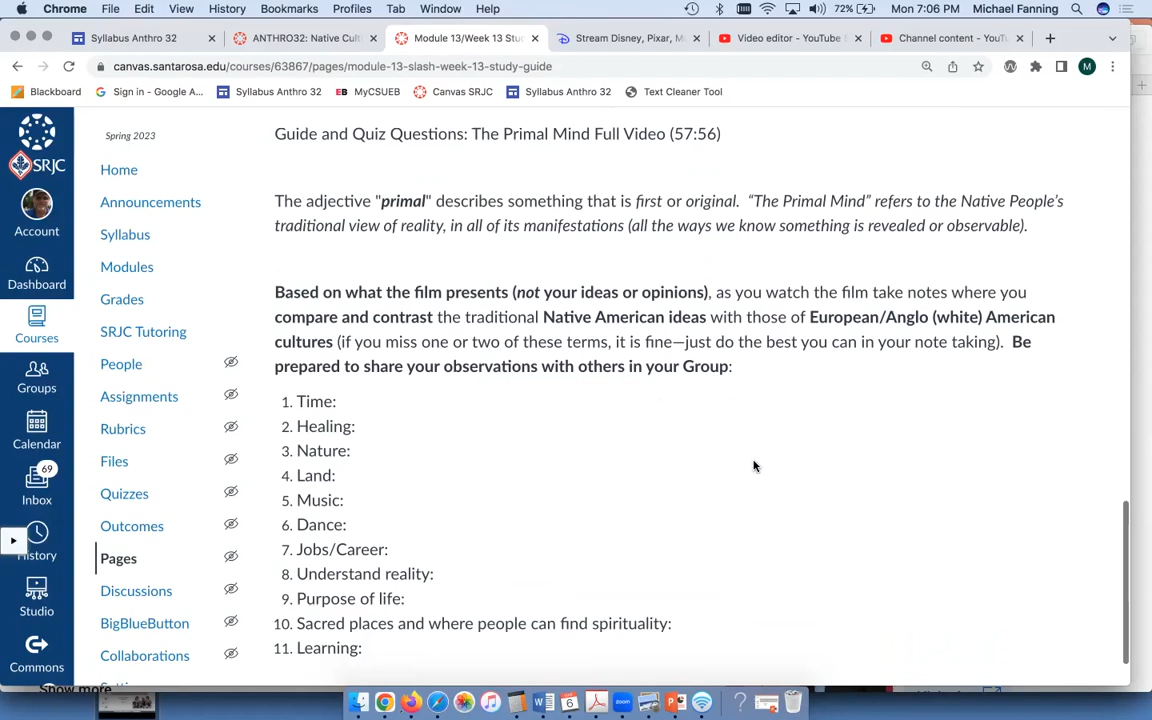 Chrome File Edit View History Bookmarks Profiles Tab Window Help 72% Mon 7:06 PM Michael Fanning
Syllabus Anthro 32 ANTHRO32: Native Cult Module 13/Week 13 Stud Stream Disney, Pixar, M Video editor - YouTube S Channel content - YouTu
canvas.santarosa.edu/courses/63867/pages/module-13-slash-week-13-study-guide M
Blackboard Sign in - Google A... Syllabus Anthro 32 EB MyCSUEB Canvas SRJC Syllabus Anthro 32 Text Cleaner Tool
SRJC
Account
Dashboard
Courses
Groups
Calendar
69
Inbox
History
Studio
Commons
Spring 2023
Home
Announcements
Syllabus
Modules
Grades
SRJC Tutoring
People
Assignments
Rubrics
Files
Quizzes
Outcomes
Pages
Discussions
BigBlueButton
Collaborations
Guide and Quiz Questions: The Primal Mind Full Video (57:56)
The adjective "primal" describes something that is first or original. “The Primal Mind” refers to the Native People’s
traditional view of reality, in all of its manifestations (all the ways we know something is revealed or observable).
Based on what the film presents (not your ideas or opinions), as you watch the film take notes where you
compare and contrast the traditional Native American ideas with those of European/Anglo (white) American
cultures (if you miss one or two of these terms, it is fine—just do the best you can in your note taking). Be
prepared to share your observations with others in your Group:
1. Time:
2. Healing:
3. Nature:
4. Land:
5. Music:
6. Dance:
7. Jobs/Career:
8. Understand reality:
9. Purpose of life:
10. Sacred places and where people can find spirituality:
11. Learning:
Show more
zoom
6